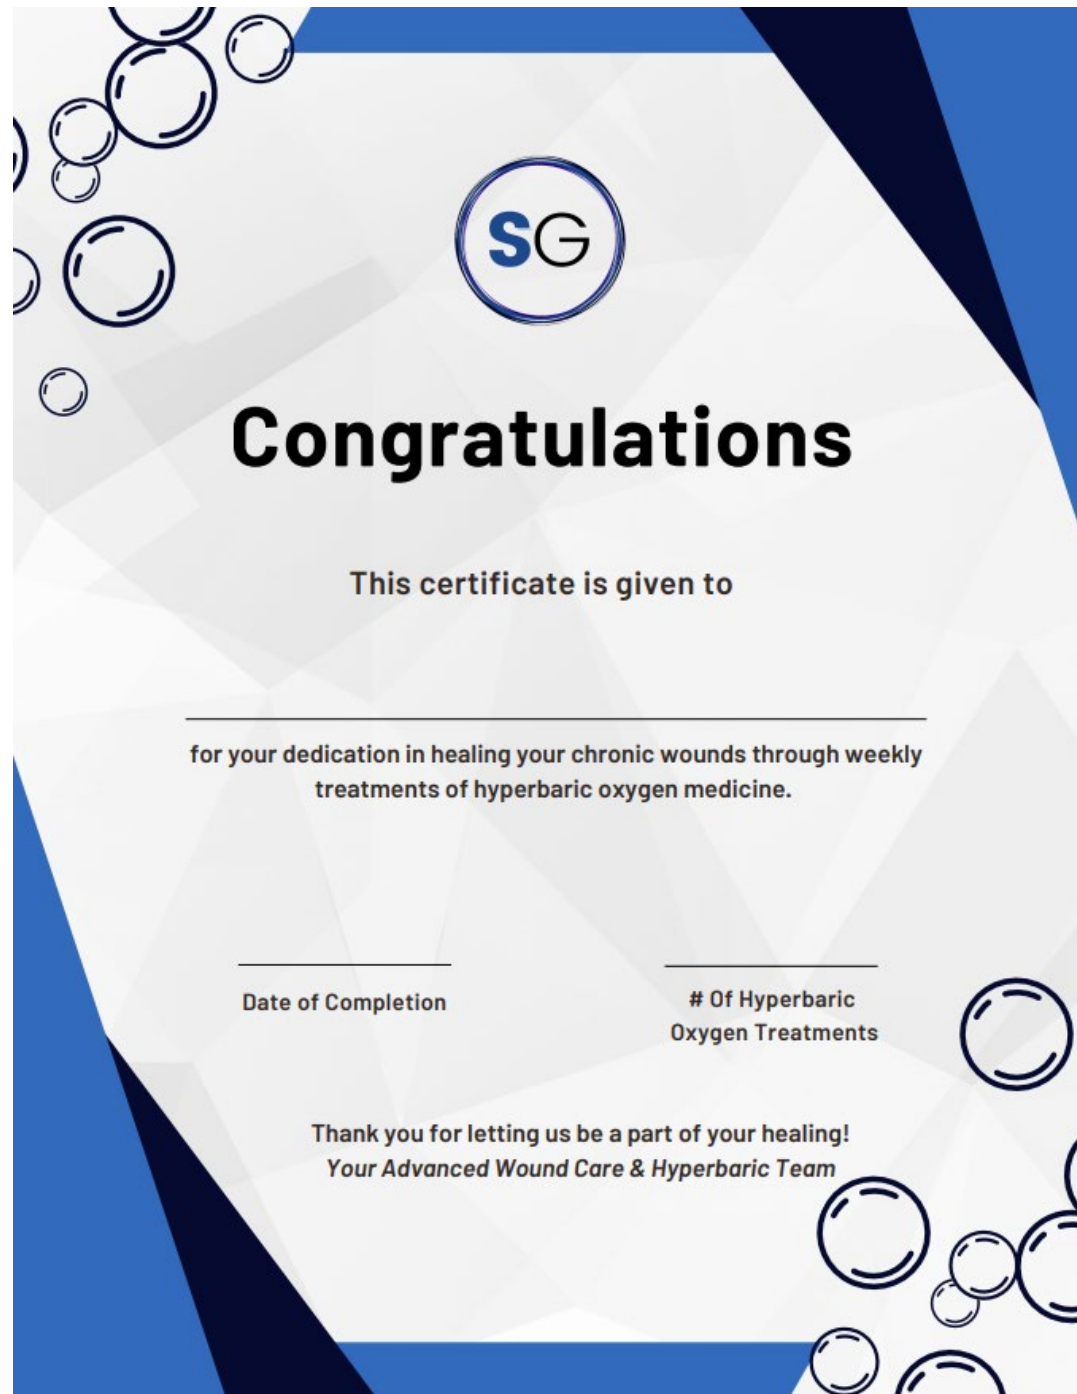 SG
Congratulations
This certificate is given to
for your dedication in healing your chronic wounds through weekly
treatments of hyperbaric oxygen medicine.
Date of Completion
# Of Hyperbaric
Oxygen Treatments
Thank you for letting us be a part of your healing!
Your Advanced Wound Care & Hyperbaric Team